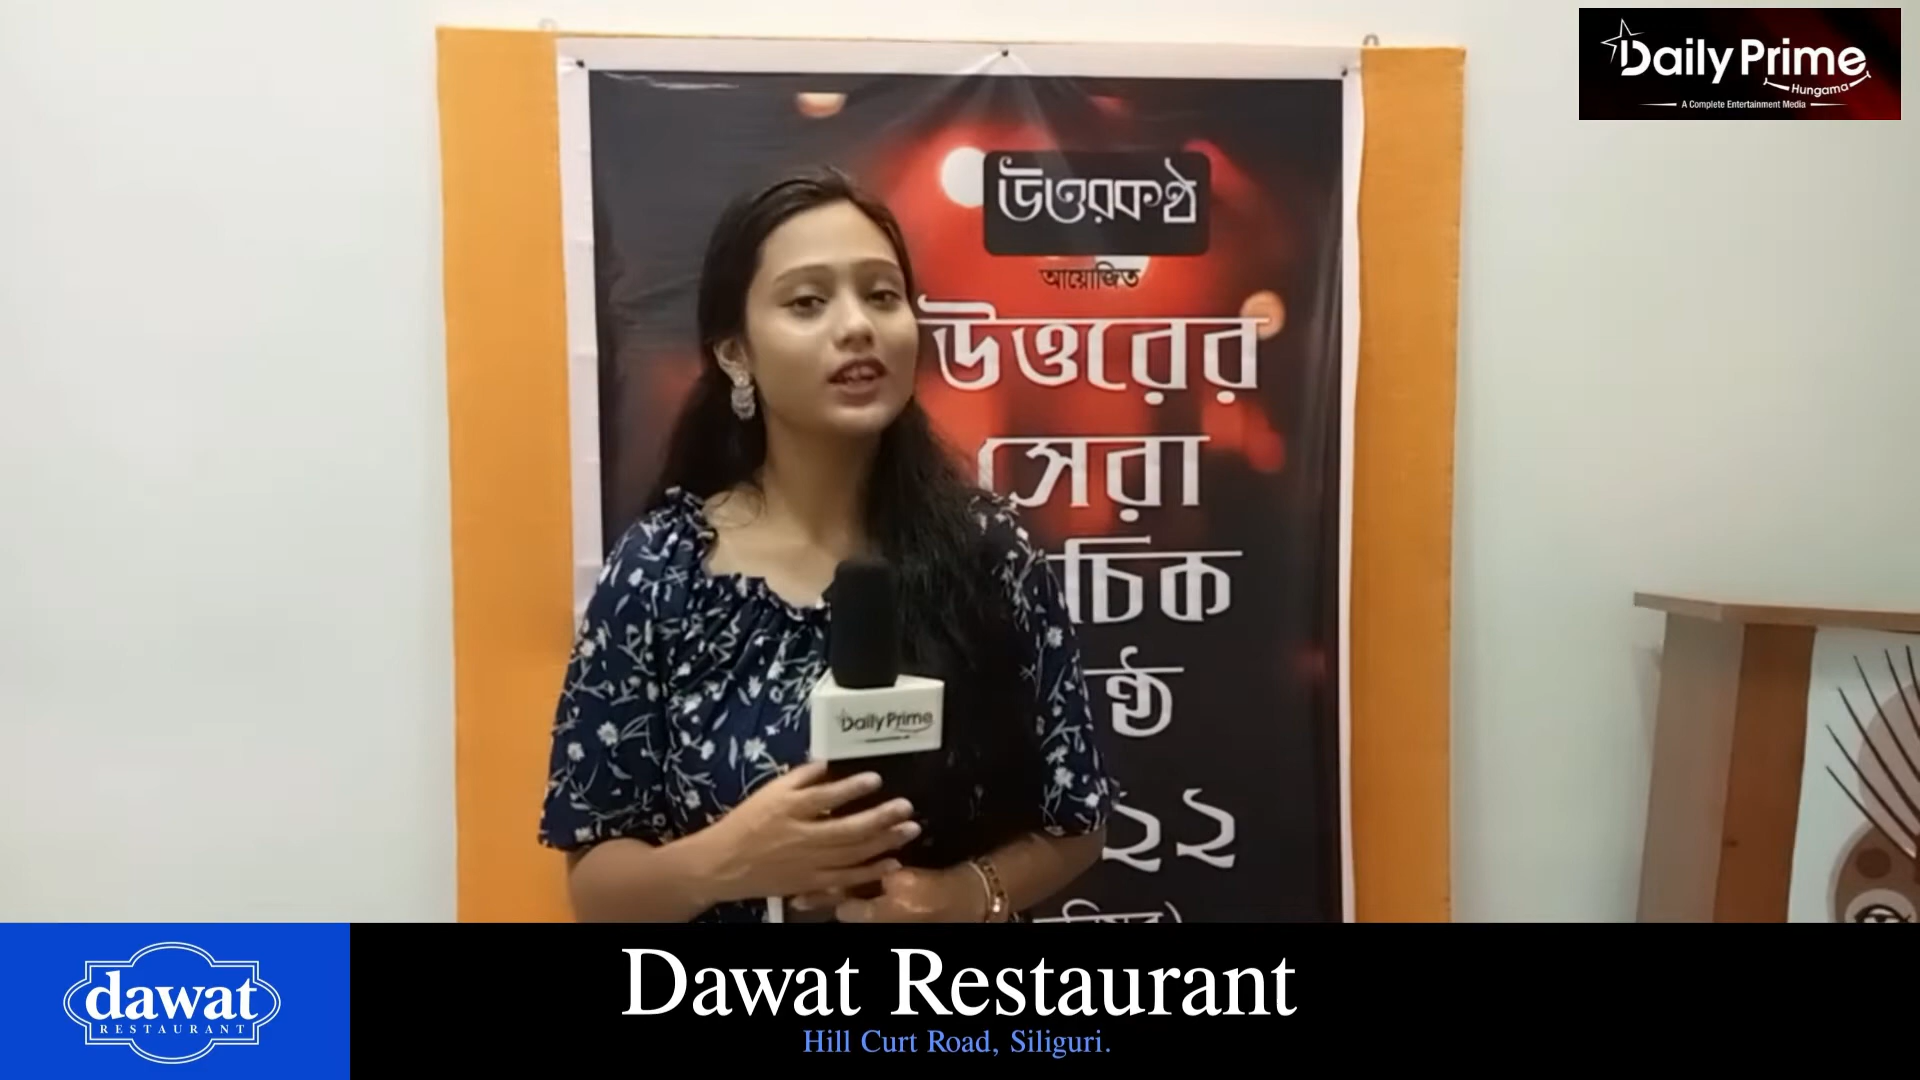 Daily Prime
Hungama
A Complete Entertainment Media
উত্তরকণ্ঠ
আয়োজিত
উত্তরের
সেরা
চিক
ষ্ঠ
২২
Daily Prime
dawat
RESTAURANT
Dawat Restaurant
Hill Curt Road, Siliguri.